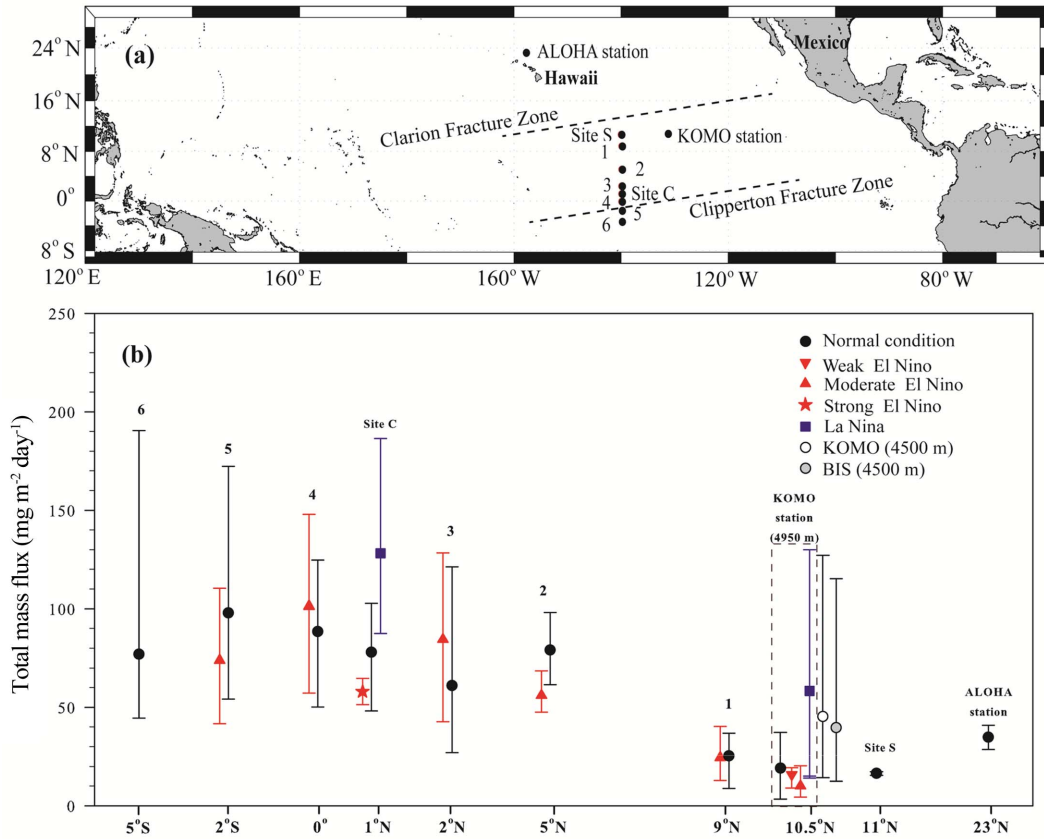 24° N
16° N
8° N
0°
8° S
(a)
ALOHA station
Hawaii
Mexico
Clarion Fracture Zone
Site S
KOMO station
1
2
3
Site C
4
5
6
Clipperton Fracture Zone
120° E
160° E
160° W
120° W
80° W
250
200
150
100
50
0
Total mass flux (mg m⁻² day⁻¹)
(b)
Normal condition
Weak El Nino
Moderate El Nino
Strong El Nino
La Nina
KOMO (4500 m)
BIS (4500 m)
6
5
4
Site C
3
2
1
KOMO
station
(4950 m)
Site S
ALOHA
station
5°S
2°S
0°
1°N
2°N
5°N
9°N
10.5°N
11°N
23°N